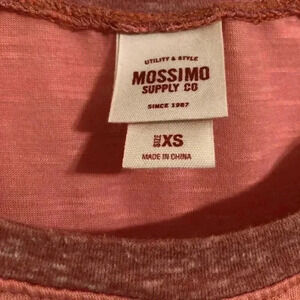 UTILITY & STYLE
MOSSIMO
SUPPLY CO
SINCE 1987
SIZE XS
MADE IN CHINA